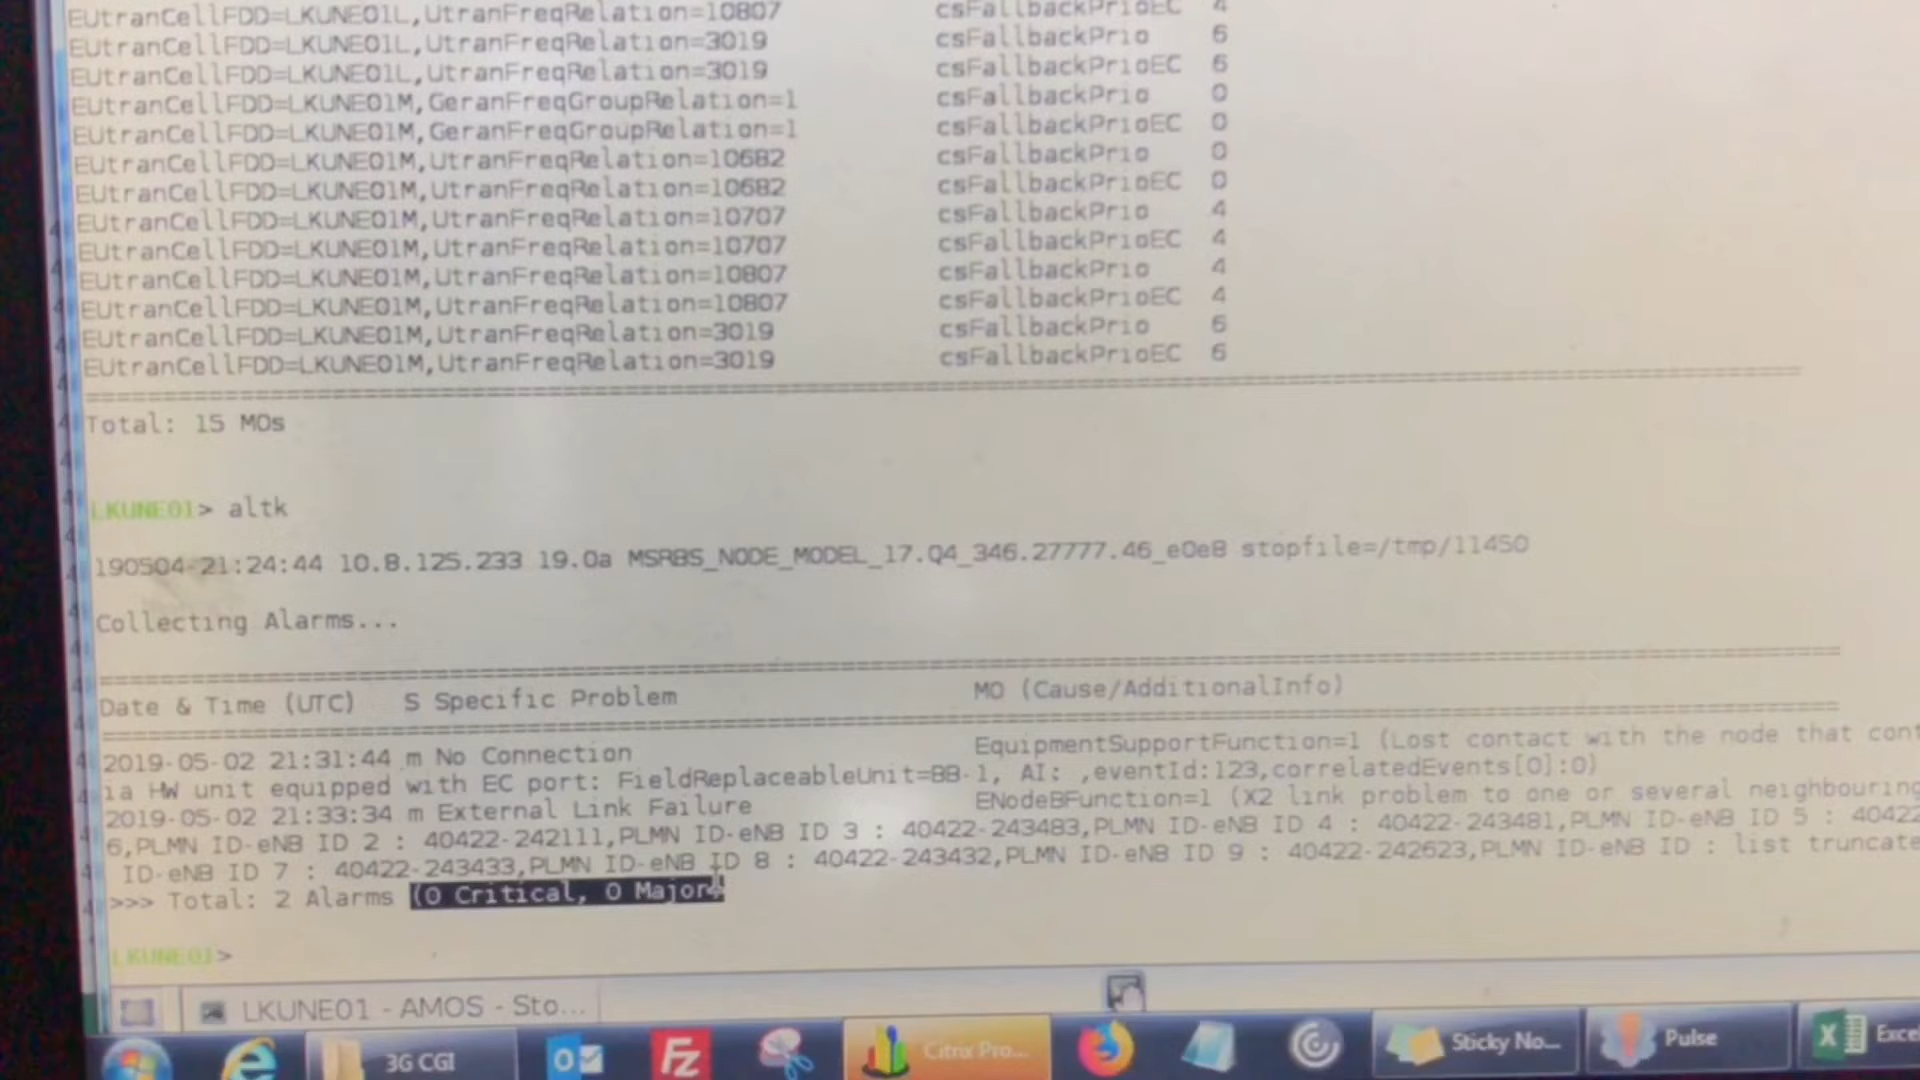 EUtranCellFDD=LKUNE01L,UtranFreqRelation=10807 csFallbackPrioEC 4
EUtranCellFDD=LKUNE01L,UtranFreqRelation=3019 csFallbackPrio 6
EUtranCellFDD=LKUNE01L,UtranFreqRelation=3019 csFallbackPrioEC 6
EUtranCellFDD=LKUNE01M,GeranFreqGroupRelation=1 csFallbackPrio 0
EUtranCellFDD=LKUNE01M,GeranFreqGroupRelation=1 csFallbackPrioEC 0
EUtranCellFDD=LKUNE01M,UtranFreqRelation=10682 csFallbackPrio 0
EUtranCellFDD=LKUNE01M,UtranFreqRelation=10682 csFallbackPrioEC 0
EUtranCellFDD=LKUNE01M,UtranFreqRelation=10707 csFallbackPrio 4
EUtranCellFDD=LKUNE01M,UtranFreqRelation=10707 csFallbackPrioEC 4
EUtranCellFDD=LKUNE01M,UtranFreqRelation=10807 csFallbackPrio 4
EUtranCellFDD=LKUNE01M,UtranFreqRelation=10807 csFallbackPrioEC 4
EUtranCellFDD=LKUNE01M,UtranFreqRelation=3019 csFallbackPrio 6
EUtranCellFDD=LKUNE01M,UtranFreqRelation=3019 csFallbackPrioEC 6
Total: 15 MOs
LKUNE01> altk
190504-21:24:44 10.8.125.233 19.0a MSRBS_NODE_MODEL_17.Q4_346.27777.46_e0e8 stopfile=/tmp/11450
Collecting Alarms...
Date & Time (UTC) S Specific Problem MO (Cause/AdditionalInfo)
2019-05-02 21:31:44 m No Connection EquipmentSupportFunction=1 (Lost contact with the node that cont
ia HW unit equipped with EC port: FieldReplaceableUnit=BB-1, AI: ,eventId:123,correlatedEvents[0]:0)
2019-05-02 21:33:34 m External Link Failure ENodeBFunction=1 (X2 link problem to one or several neighbouring
6,PLMN ID-eNB ID 2 : 40422-242111,PLMN ID-eNB ID 3 : 40422-243483,PLMN ID-eNB ID 4 : 40422-243481,PLMN ID-eNB ID 5 : 40422
ID-eNB ID 7 : 40422-243433,PLMN ID-eNB ID 8 : 40422-243432,PLMN ID-eNB ID 9 : 40422-242623,PLMN ID-eNB ID : list truncate
>>> Total: 2 Alarms (0 Critical, 0 Major)
LKUNE01>
LKUNE01 - AMOS - Sto...
3G CGI
Citrix Pro...
Sticky No...
Pulse
Exce